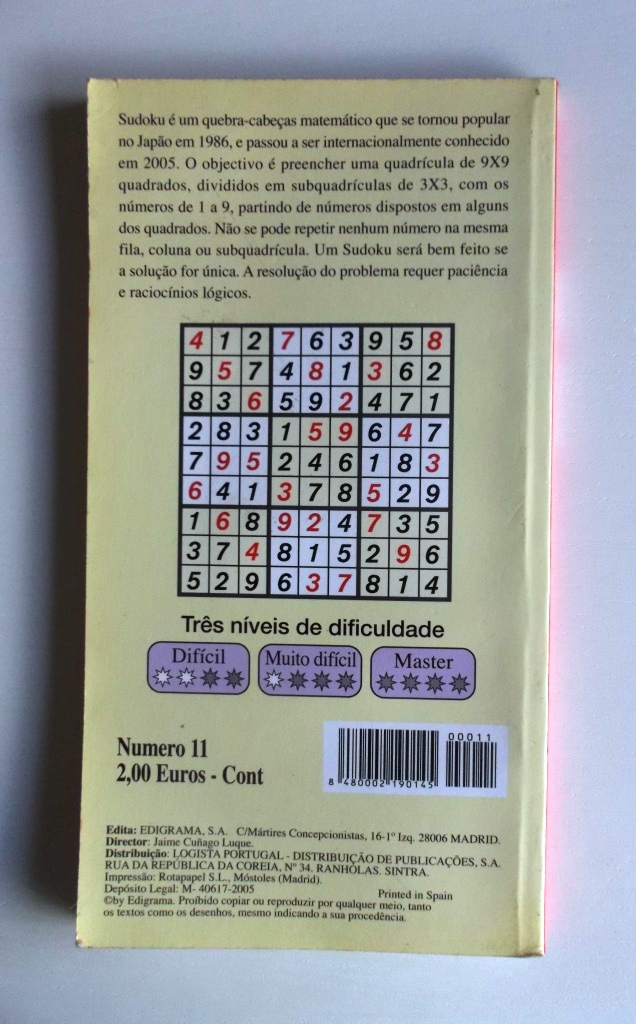 Sudoku é um quebra-cabeças matemático que se tornou popular
no Japão em 1986, e passou a ser internacionalmente conhecido
em 2005. O objectivo é preencher uma quadrícula de 9X9
quadrados, divididos em subquadrículas de 3X3, com os
números de 1 a 9, partindo de números dispostos em alguns
dos quadrados. Não se pode repetir nenhum número na mesma
fila, coluna ou subquadrícula. Um Sudoku será bem feito se
a solução for única. A resolução do problema requer paciência
e raciocínios lógicos.
4 1 2 7 6 3 9 5 8
9 5 7 4 8 1 3 6 2
8 3 6 5 9 2 4 7 1
2 8 3 1 5 9 6 4 7
7 9 5 2 4 6 1 8 3
6 4 1 3 7 8 5 2 9
1 6 8 9 2 4 7 3 5
3 7 4 8 1 5 2 9 6
5 2 9 6 3 7 8 1 4
Três níveis de dificuldade
Difícil Muito difícil Master
Numero 11
2,00 Euros - Cont
00011
8 480002 190145
Edita: EDIGRAMA, S.A. C/Mártires Concepcionistas, 16-1º Izq. 28006 MADRID.
Director: Jaime Cuñago Luque.
Distribuição: LOGISTA PORTUGAL - DISTRIBUIÇÃO DE PUBLICAÇÕES, S.A.
RUA DA REPÚBLICA DA COREIA, Nº 34. RANHOLAS. SINTRA.
Impressão: Rotapapel S.L., Móstoles (Madrid).
Depósito Legal: M- 40617-2005 Printed in Spain
©by Edigrama. Proíbido copiar ou reproduzir por qualquer meio, tanto
os textos como os desenhos, mesmo indicando a sua procedência.